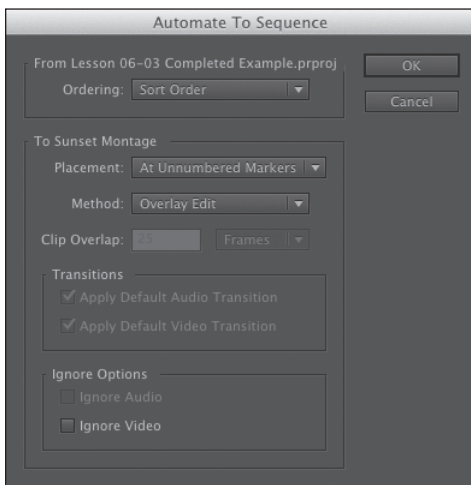 Automate To Sequence
From Lesson 06-03 Completed Example.prproj
Ordering: Sort Order
OK
Cancel
To Sunset Montage
Placement: At Unnumbered Markers
Method: Overlay Edit
Clip Overlap: 25 Frames
Transitions
Apply Default Audio Transition
Apply Default Video Transition
Ignore Options
Ignore Audio
Ignore Video